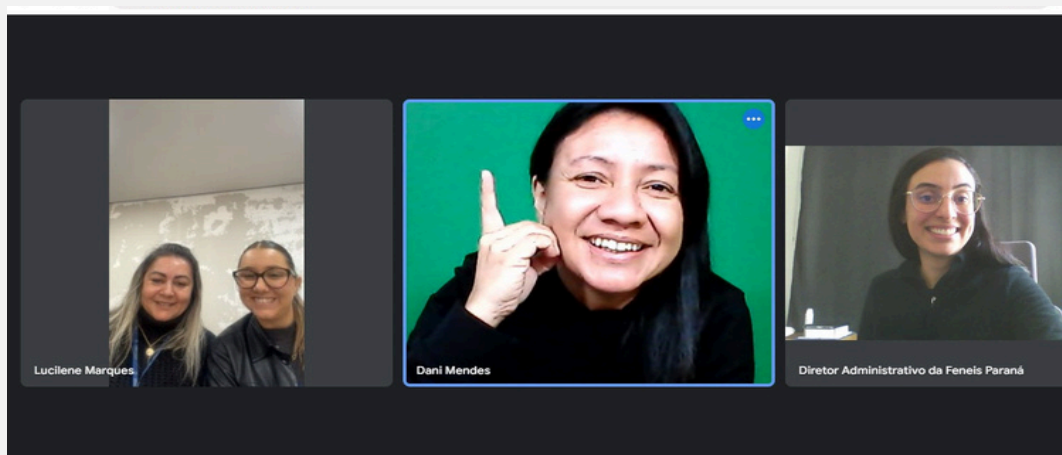 Lucilene Marques
Dani Mendes
Diretor Administrativo da Feneis Paraná